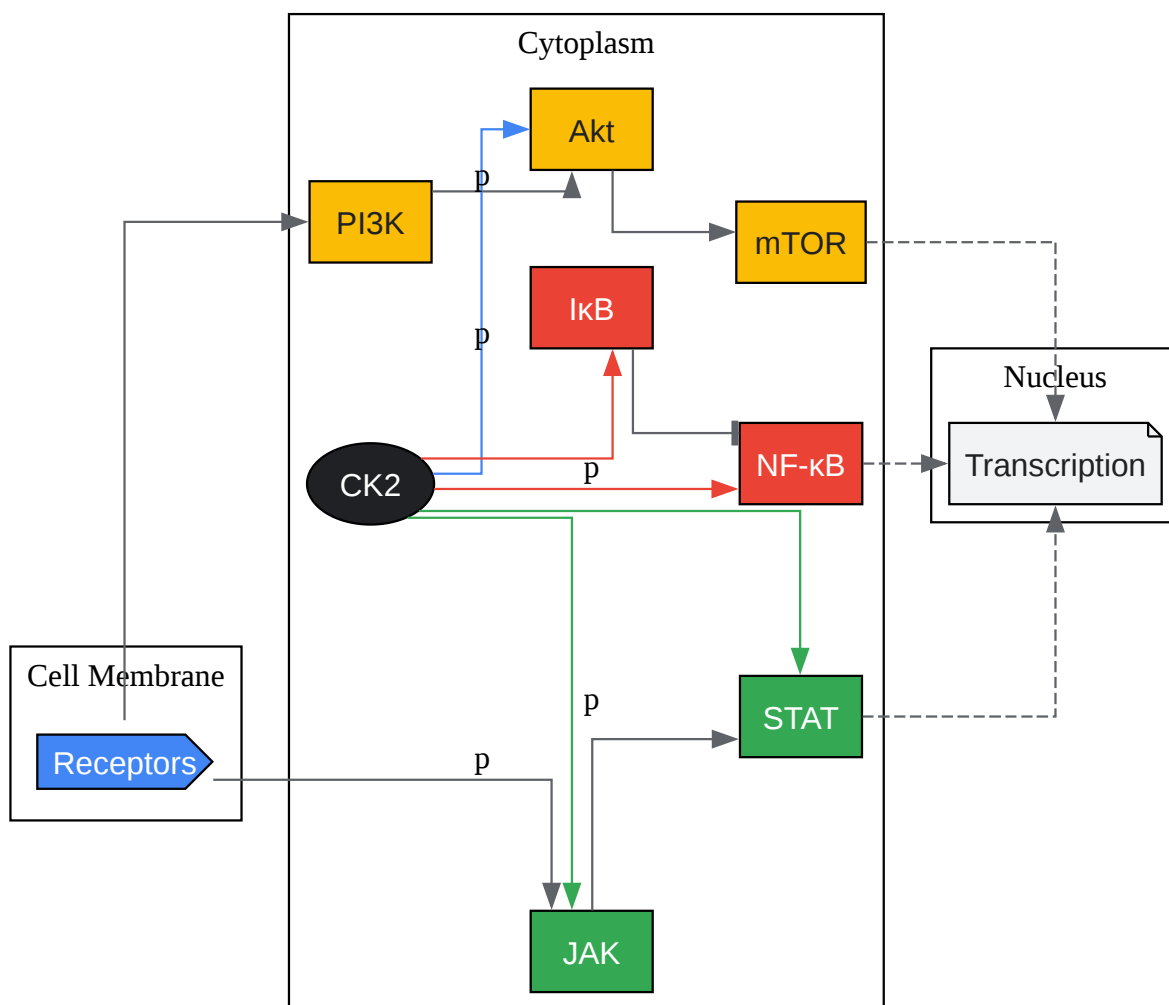 Cytoplasm
Akt
p
PI3K
mTOR
IκB
p
Nucleus
NF-κB
Transcription
p
CK2
Cell Membrane
p
STAT
Receptors
p
JAK